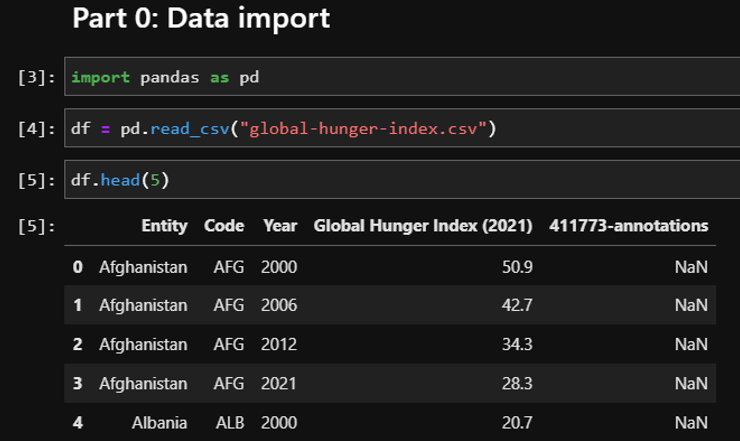 Part 0: Data import
[3]: import pandas as pd
[4]: df = pd.read_csv("global-hunger-index.csv")
[5]: df.head(5)
[5]: Entity Code Year Global Hunger Index (2021) 411773-annotations
0 Afghanistan AFG 2000 50.9 NaN
1 Afghanistan AFG 2006 42.7 NaN
2 Afghanistan AFG 2012 34.3 NaN
3 Afghanistan AFG 2021 28.3 NaN
4 Albania ALB 2000 20.7 NaN